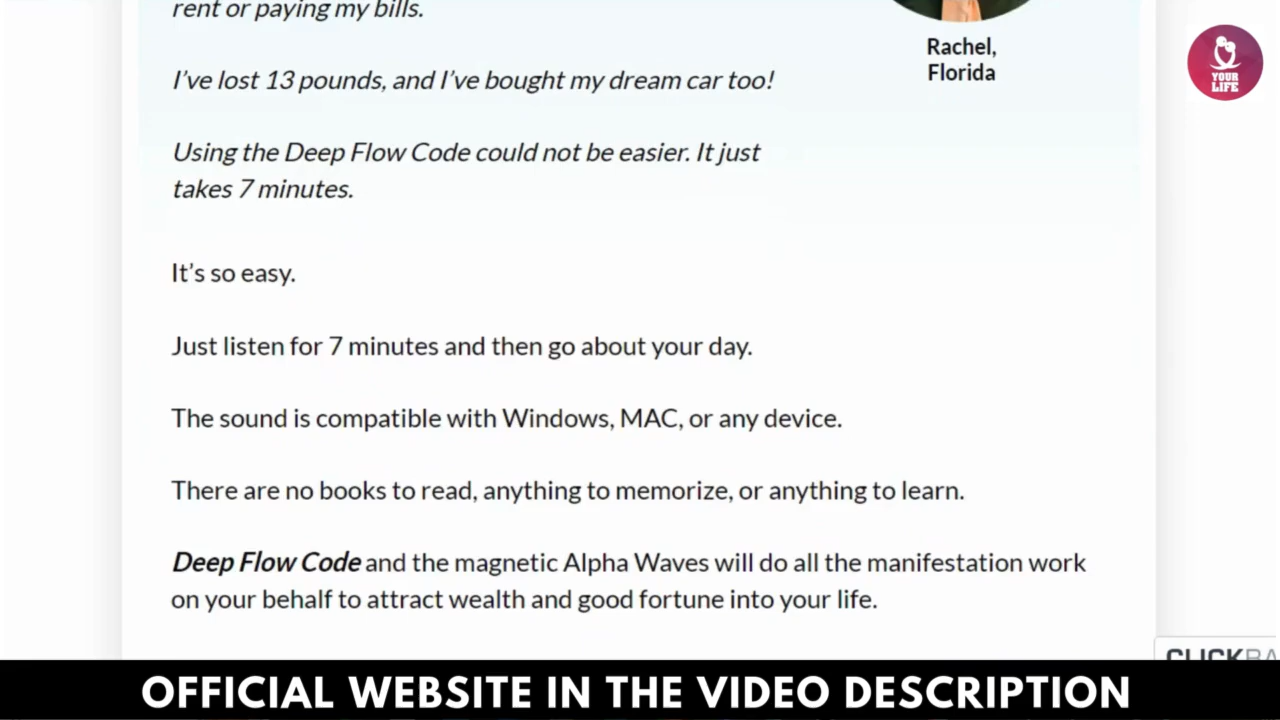 rent or paying my bills.
Rachel,
Florida
YOUR
LIFE
I've lost 13 pounds, and I've bought my dream car too!
Using the Deep Flow Code could not be easier. It just
takes 7 minutes.
It's so easy.
Just listen for 7 minutes and then go about your day.
The sound is compatible with Windows, MAC, or any device.
There are no books to read, anything to memorize, or anything to learn.
Deep Flow Code and the magnetic Alpha Waves will do all the manifestation work
on your behalf to attract wealth and good fortune into your life.
CLICKBA
OFFICIAL WEBSITE IN THE VIDEO DESCRIPTION